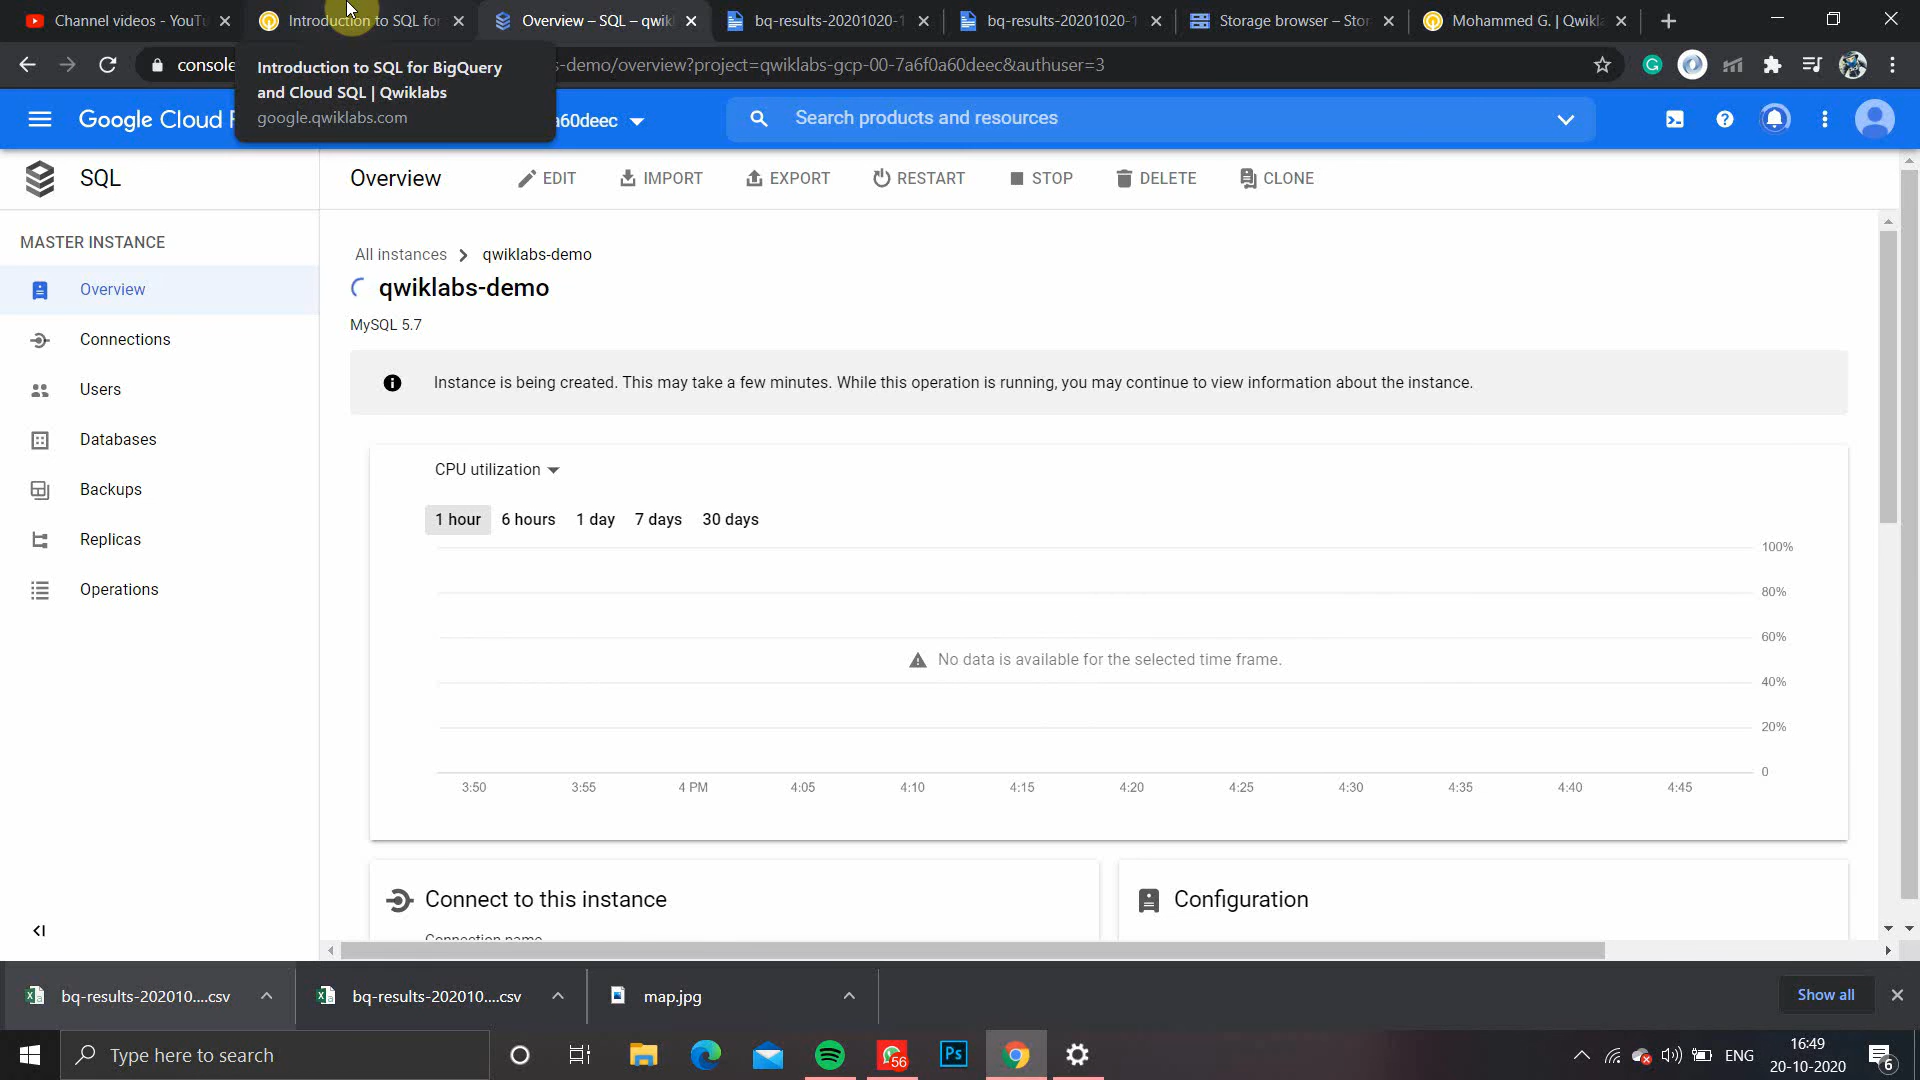 Channel videos - YouTu
Introduction to SQL for
Overview – SQL – qwik
bq-results-20201020-1
bq-results-20201020-1
Storage browser – Stor
Mohammed G. | Qwikla
console
s-demo/overview?project=qwiklabs-gcp-00-7a6f0a60deec&authuser=3
Introduction to SQL for BigQuery
and Cloud SQL | Qwiklabs
google.qwiklabs.com
Google Cloud P
a60deec
Search products and resources
SQL
Overview
EDIT
IMPORT
EXPORT
RESTART
STOP
DELETE
CLONE
MASTER INSTANCE
Overview
Connections
Users
Databases
Backups
Replicas
Operations
All instances
qwiklabs-demo
qwiklabs-demo
MySQL 5.7
Instance is being created. This may take a few minutes. While this operation is running, you may continue to view information about the instance.
CPU utilization
1 hour
6 hours
1 day
7 days
30 days
100%
80%
60%
No data is available for the selected time frame.
40%
20%
0
3:50
3:55
4 PM
4:05
4:10
4:15
4:20
4:25
4:30
4:35
4:40
4:45
Connect to this instance
Connection name
Configuration
bq-results-202010....csv
bq-results-202010....csv
map.jpg
Show all
Type here to search
Ps
56
ENG
16:49
20-10-2020
6